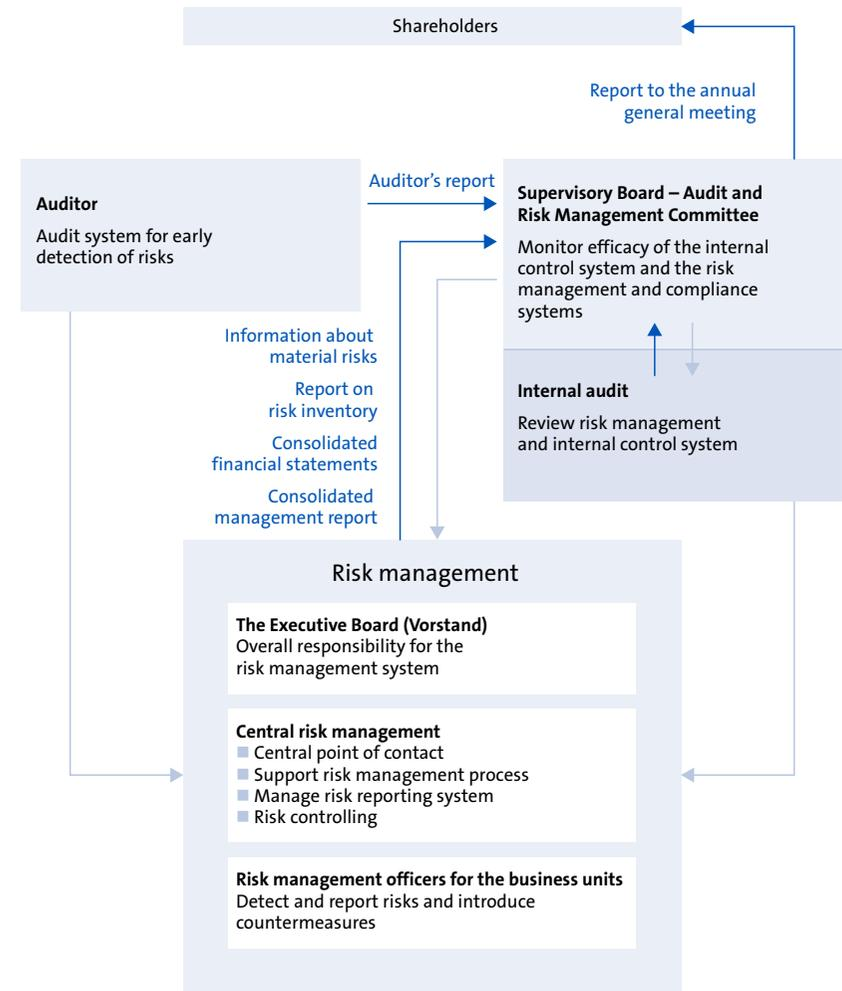 Shareholders
Report to the annual
general meeting
Auditor
Audit system for early
detection of risks
Auditor’s report
Supervisory Board – Audit and
Risk Management Committee
Monitor efficacy of the internal
control system and the risk
management and compliance
systems
Internal audit
Review risk management
and internal control system
Information about
material risks
Report on
risk inventory
Consolidated
financial statements
Consolidated
management report
Risk management
The Executive Board (Vorstand)
Overall responsibility for the
risk management system
Central risk management
Central point of contact
Support risk management process
Manage risk reporting system
Risk controlling
Risk management officers for the business units
Detect and report risks and introduce
countermeasures